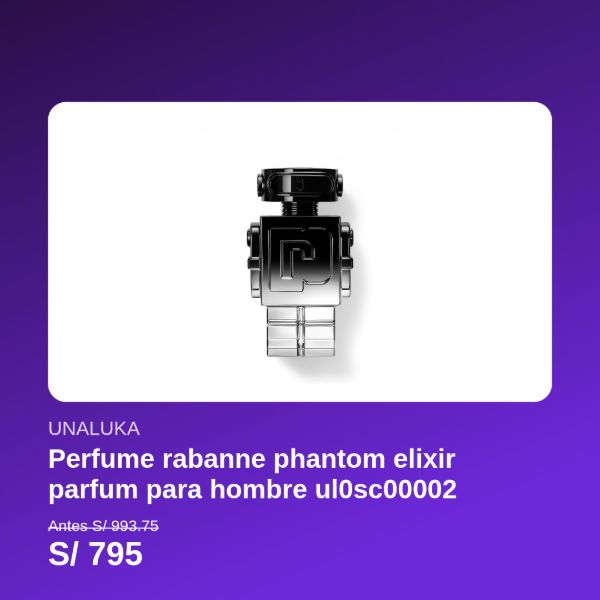 UNALUKA
Perfume rabanne phantom elixir
parfum para hombre ul0sc00002
Antes S/ 993.75
S/ 795